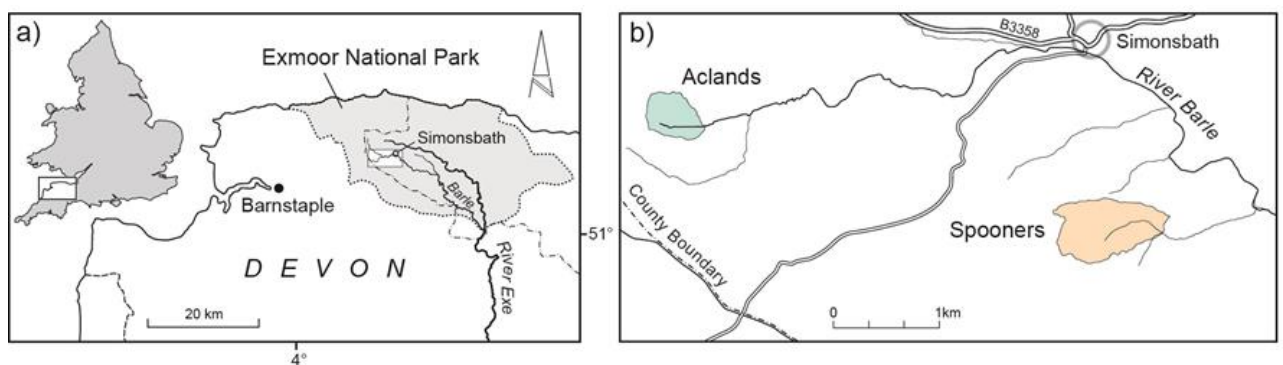 a)
Exmoor National Park
Simonsbath
Barle
Barnstaple
51°
DEVON
River Exe
20 km
4°
b)
B3358
Simonsbath
Aclands
River Barle
County Boundary
Spooners
0 1km